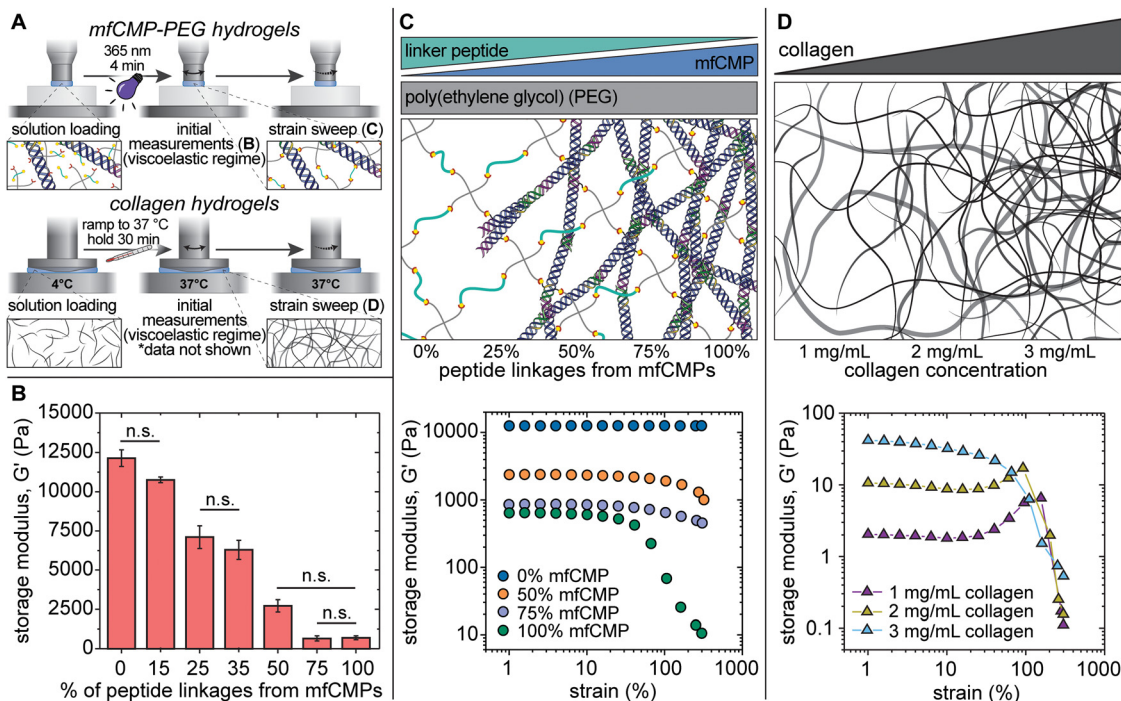 A
mfCMP-PEG hydrogels
365 nm
4 min
solution loading
initial
measurements (B)
(viscoelastic regime)
strain sweep (C)
collagen hydrogels
ramp to 37 °C
hold 30 min
4°C
37°C
37°C
solution loading
initial
measurements
(viscoelastic regime)
*data not shown
strain sweep (D)
B
storage modulus, G' (Pa)
15000
12500
10000
7500
5000
2500
0
n.s.
n.s.
n.s.
n.s.
0 15 25 35 50 75 100
% of peptide linkages from mfCMPs
C
linker peptide
mfCMP
poly(ethylene glycol) (PEG)
0% 25% 50% 75% 100%
peptide linkages from mfCMPs
storage modulus, G' (Pa)
10000
1000
100
10
0% mfCMP
50% mfCMP
75% mfCMP
100% mfCMP
1 10 100 1000
strain (%)
D
collagen
1 mg/mL 2 mg/mL 3 mg/mL
collagen concentration
storage modulus, G' (Pa)
100
10
1
0.1
1 mg/mL collagen
2 mg/mL collagen
3 mg/mL collagen
1 10 100 1000
strain (%)